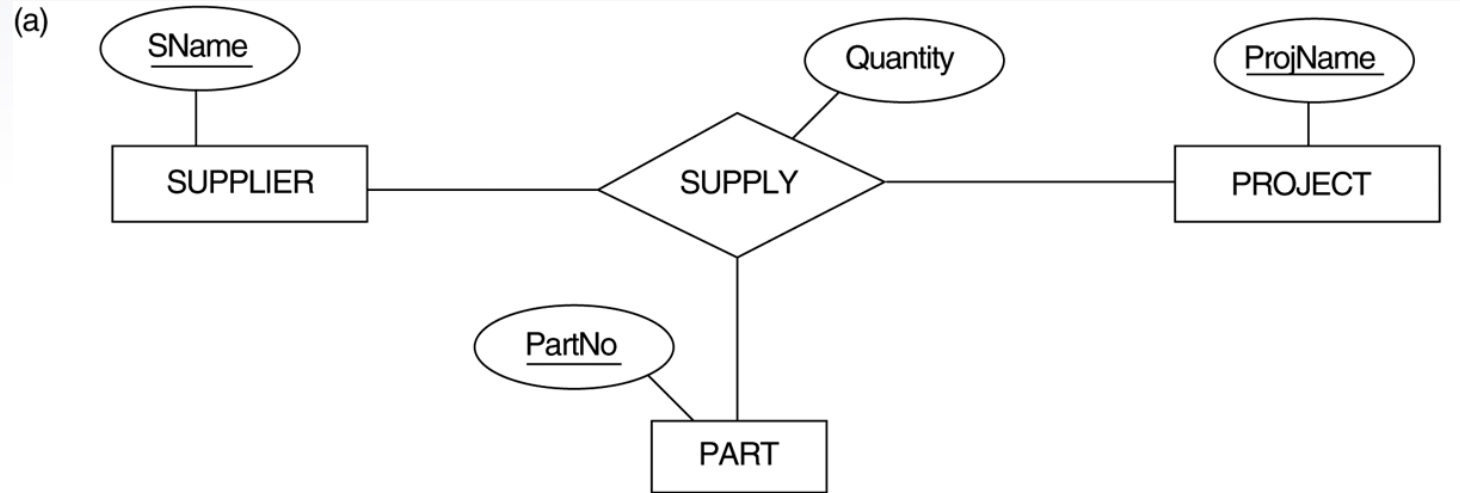 (a)
SName
Quantity
ProjName
SUPPLIER
SUPPLY
PROJECT
PartNo
PART